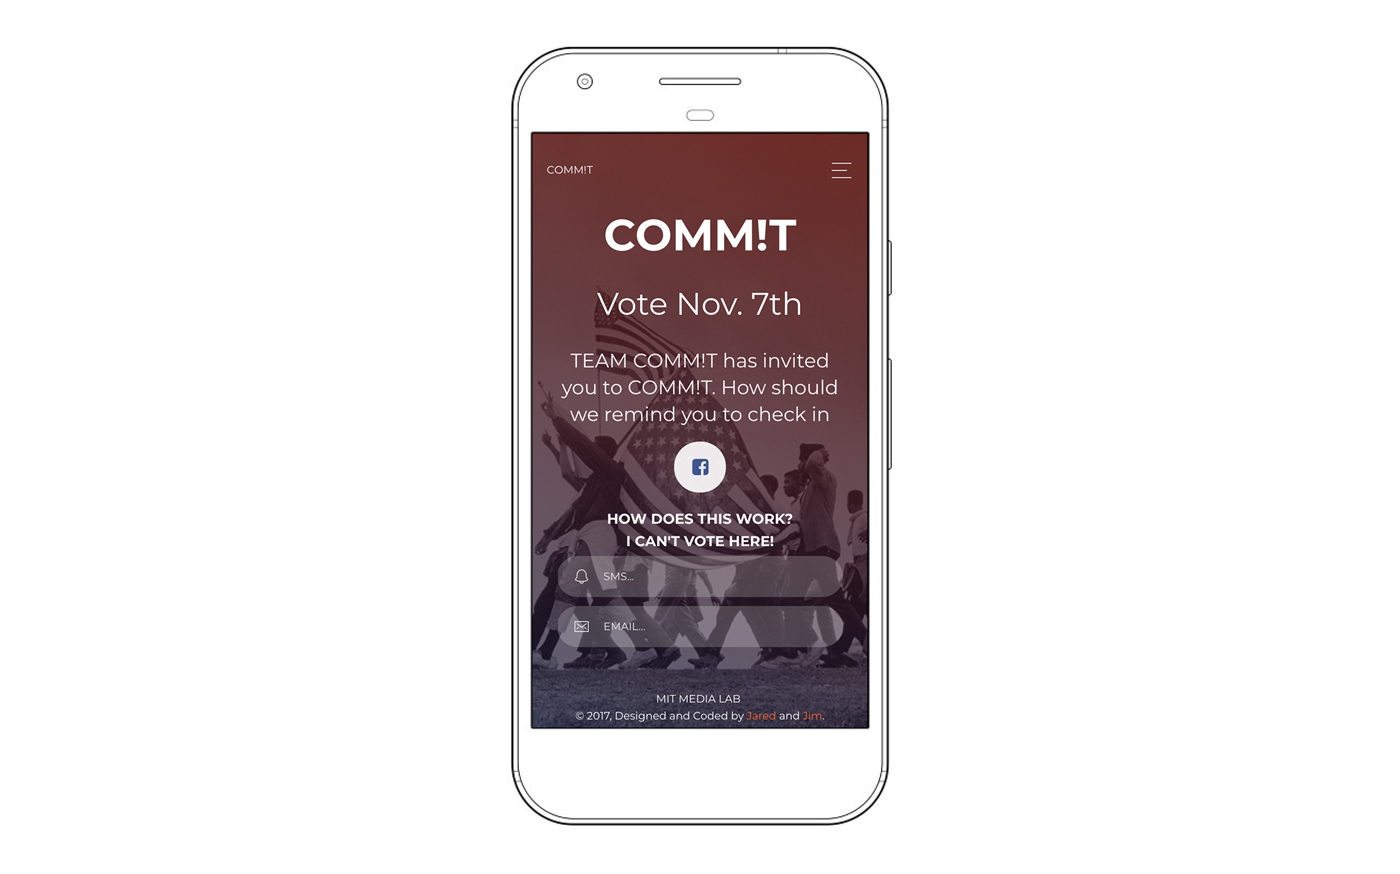 COMM!T
COMM!T
Vote Nov. 7th
TEAM COMM!T has invited
you to COMM!T. How should
we remind you to check in
HOW DOES THIS WORK?
I CAN'T VOTE HERE!
SMS...
EMAIL...
MIT MEDIA LAB
© 2017, Designed and Coded by Jared and Jim.